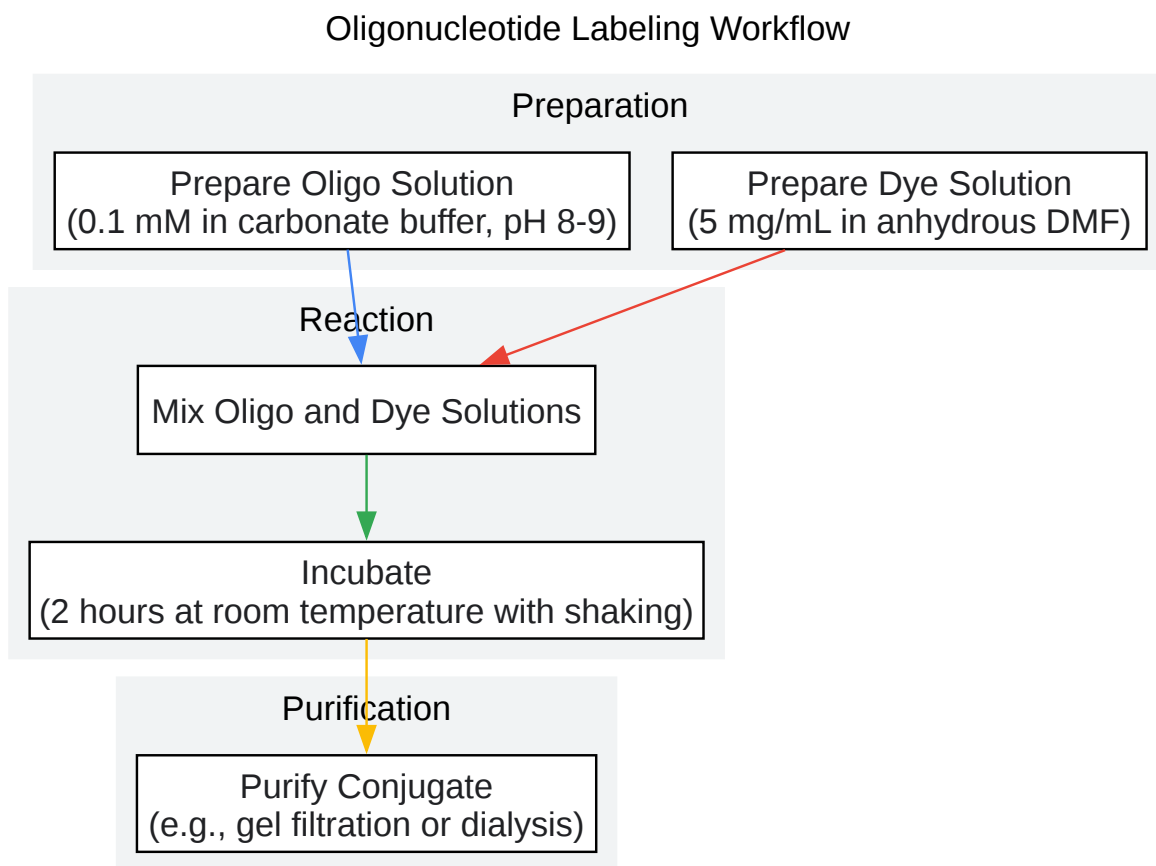 Oligonucleotide Labeling Workflow
Preparation
Prepare Oligo Solution
(0.1 mM in carbonate buffer, pH 8-9)
Prepare Dye Solution
(5 mg/mL in anhydrous DMF)
Reaction
Mix Oligo and Dye Solutions
Incubate
(2 hours at room temperature with shaking)
Purification
Purify Conjugate
(e.g., gel filtration or dialysis)